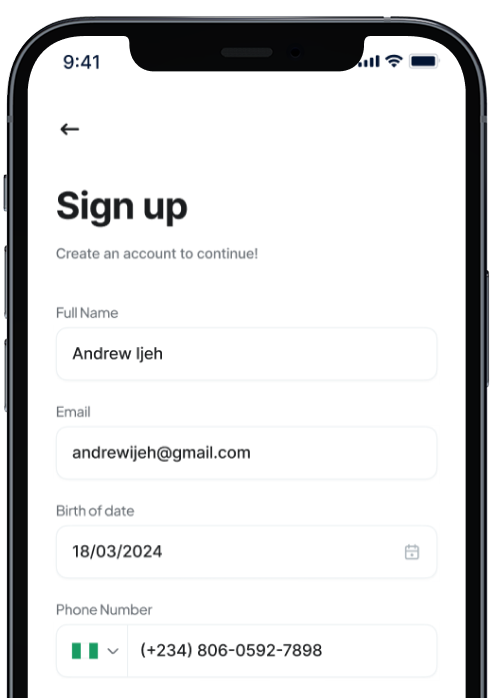 9:41
Sign up
Create an account to continue!
Full Name
Andrew Ijeh
Email
andrewijeh@gmail.com
Birth of date
18/03/2024
Phone Number
(+234) 806-0592-7898